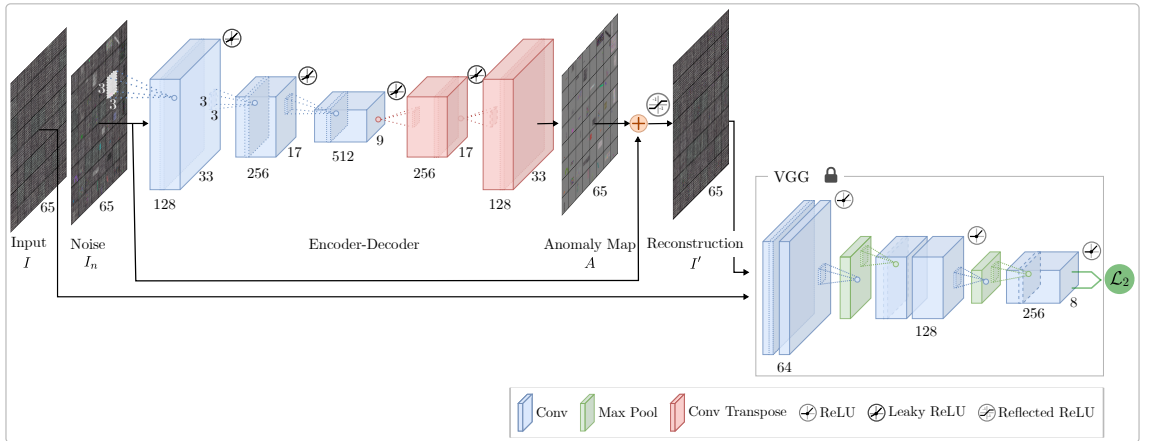 3
3
3
3
65
65
128
33
256
17
512
9
256
17
128
33
65
65
Input
I
Noise
Iₙ
Encoder-Decoder
Anomaly Map
A
Reconstruction
I′
VGG
64
128
256
8
ℒ₂
Conv
Max Pool
Conv Transpose
ReLU
Leaky ReLU
Reflected ReLU